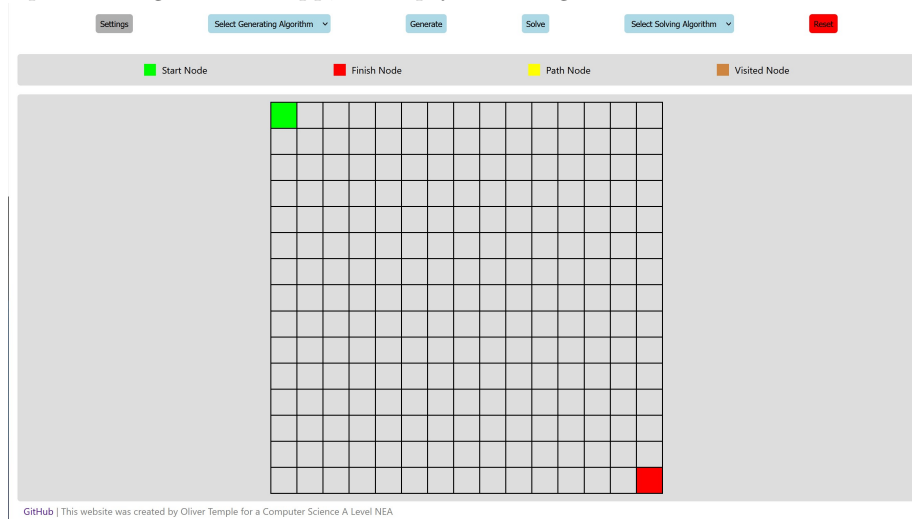 Settings
Select Generating Algorithm
Generate
Solve
Select Solving Algorithm
Reset
Start Node
Finish Node
Path Node
Visited Node
GitHub | This website was created by Oliver Temple for a Computer Science A Level NEA